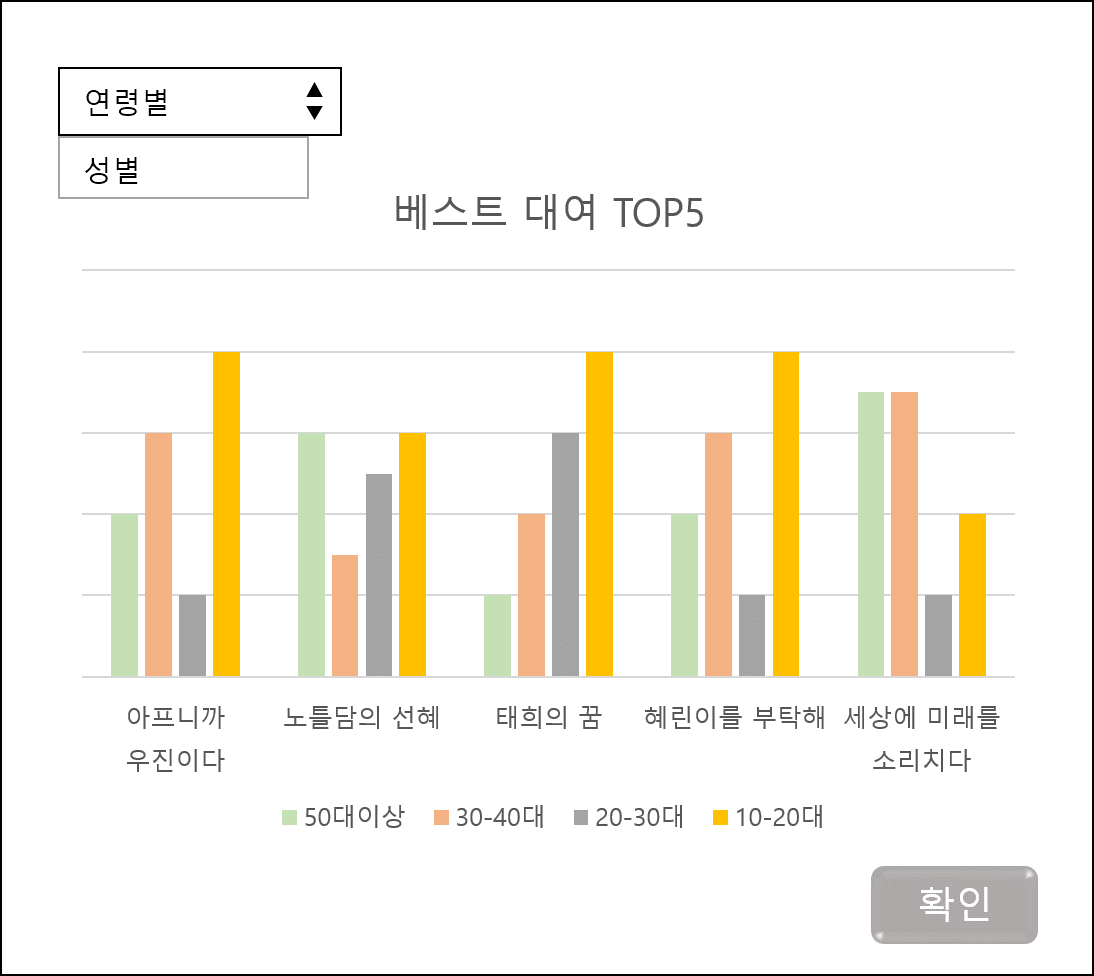 연령별
성별
베스트 대여 TOP5
아프니까 노틀담의 선혜 태희의 꿈 혜린이를 부탁해 세상에 미래를
우진이다 소리치다
50대이상 30-40대 20-30대 10-20대
확인